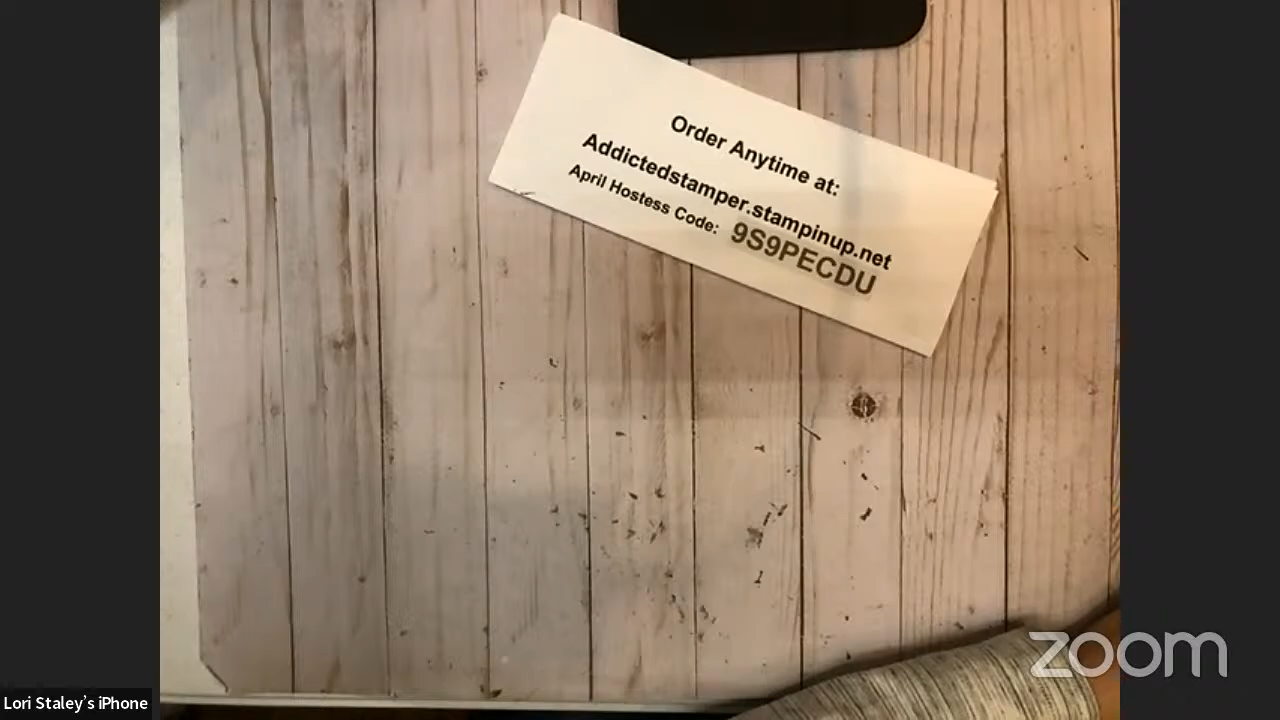 Order Anytime at:
Addictedstamper.stampinup.net
April Hostess Code: 9S9PECDU
zoom
Lori Staley's iPhone